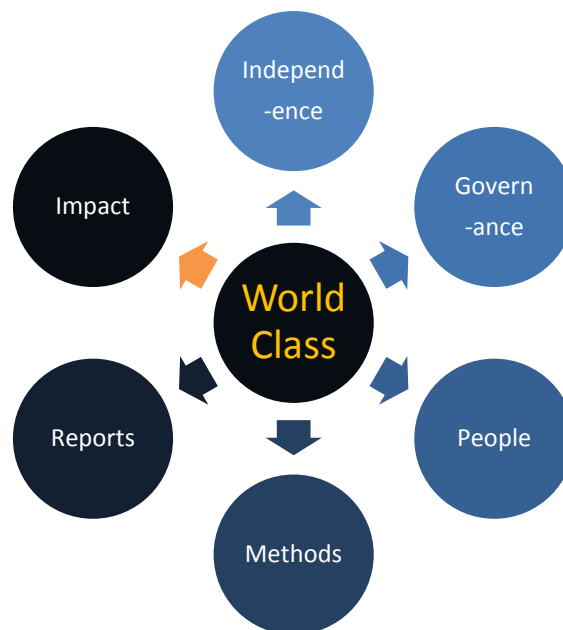 Independ
-ence
Impact
Govern
-ance
World
Class
Reports
People
Methods